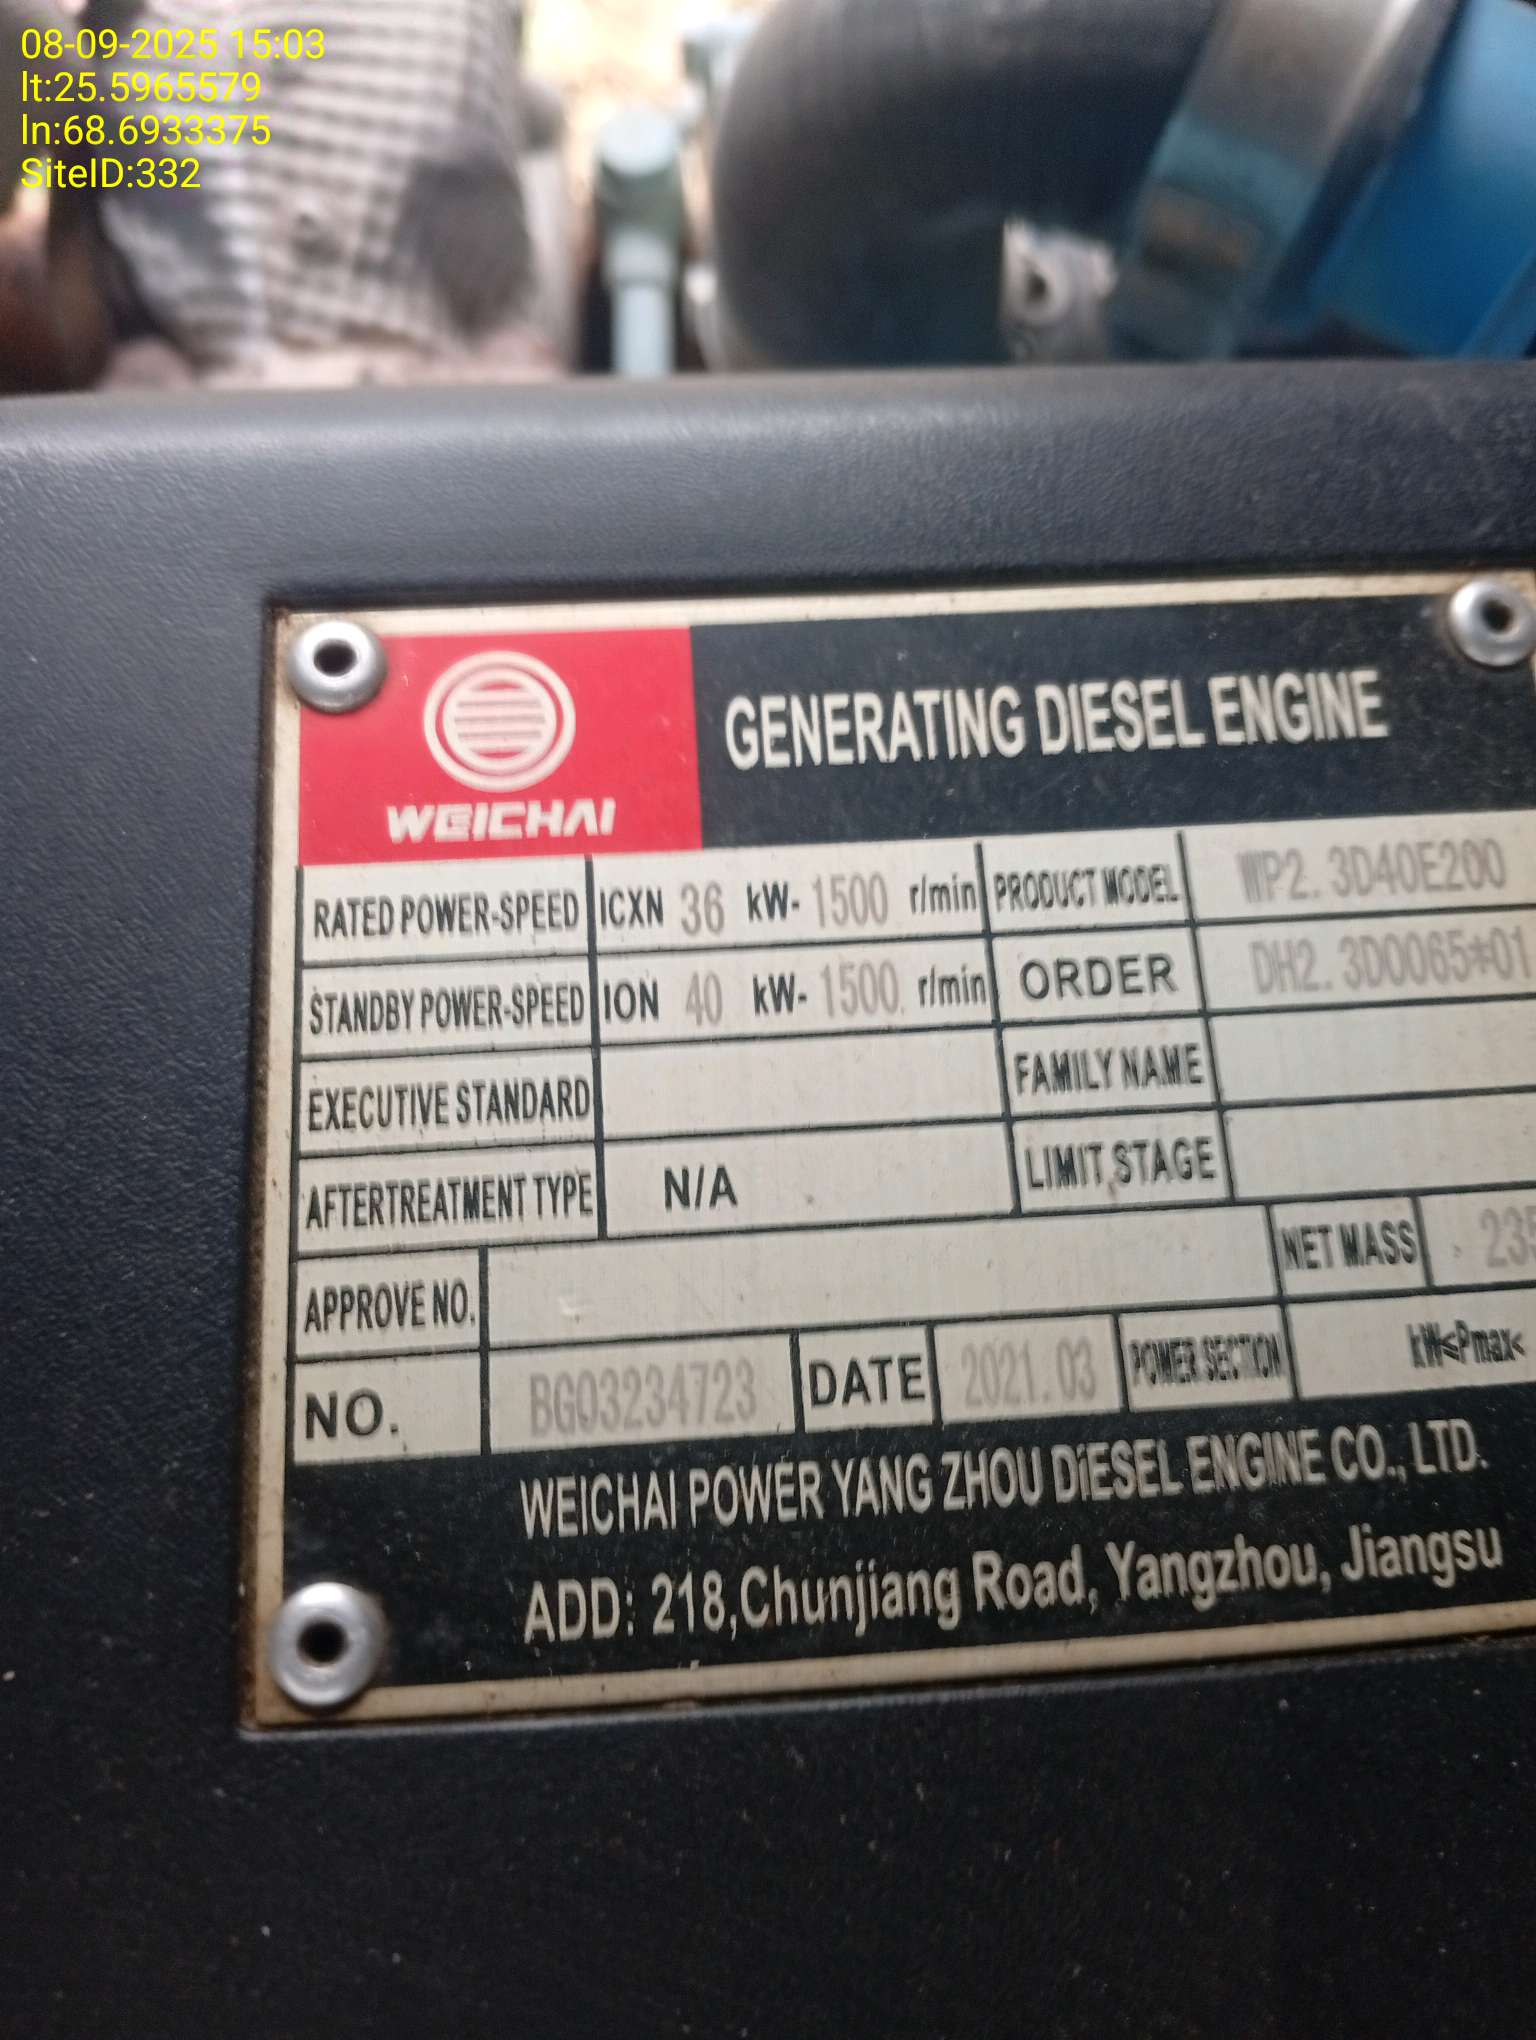 08-09-2025 15:03
lt:25.5965579
ln:68.6933375
SiteID:332
WEICHAI
GENERATING DIESEL ENGINE
RATED POWER-SPEED ICXN 36 kW- 1500 r/min PRODUCT MODEL WP2.3D40E200
STANDBY POWER-SPEED ION 40 kW- 1500 r/min ORDER DH2.3D0065*01
EXECUTIVE STANDARD FAMILY NAME
AFTERTREATMENT TYPE N/A LIMIT STAGE
APPROVE NO. NET MASS 235
NO. BG03234723 DATE 2021.03 POWER SECTION kW≤Pmax<
WEICHAI POWER YANG ZHOU DIESEL ENGINE CO., LTD.
ADD: 218,Chunjiang Road, Yangzhou, Jiangsu